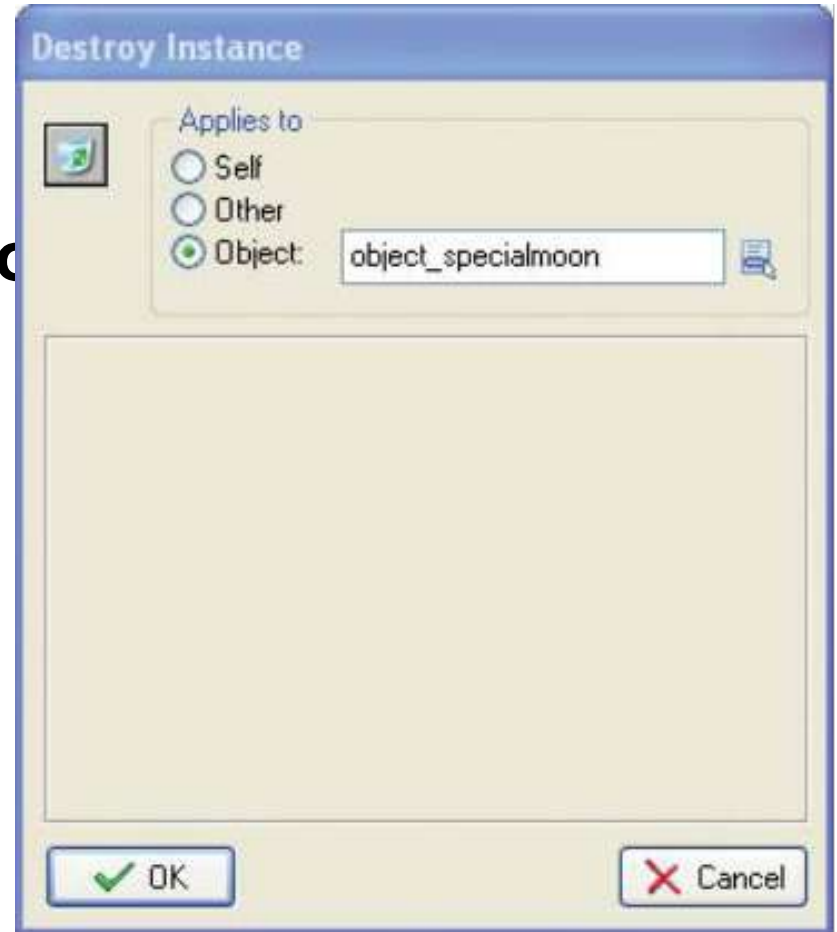 Destroy Instance
Applies to
Self
Other
Object: object_specialmoon
OK
Cancel